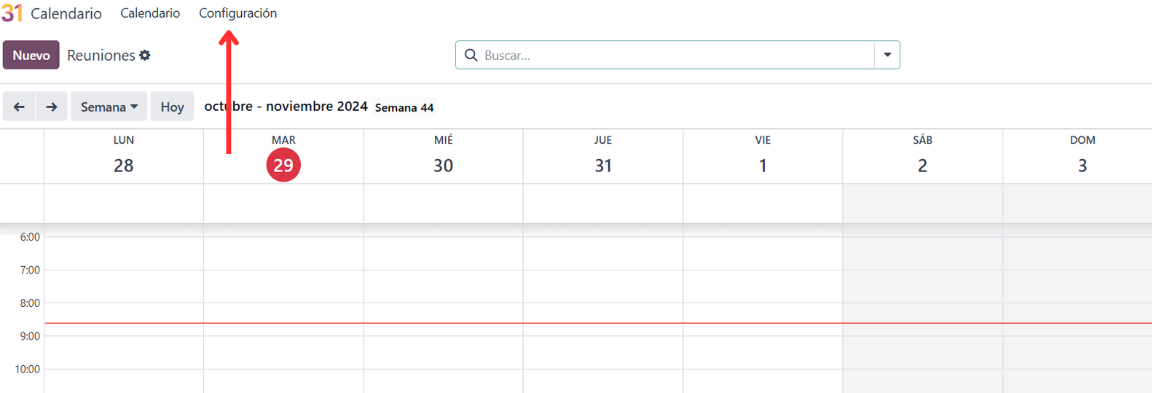 31 Calendario Calendario Configuración
Nuevo Reuniones Buscar...
Semana Hoy octubre - noviembre 2024 Semana 44
LUN MAR MIÉ JUE VIE SÁB DOM
28 29 30 31 1 2 3
6:00
7:00
8:00
9:00
10:00